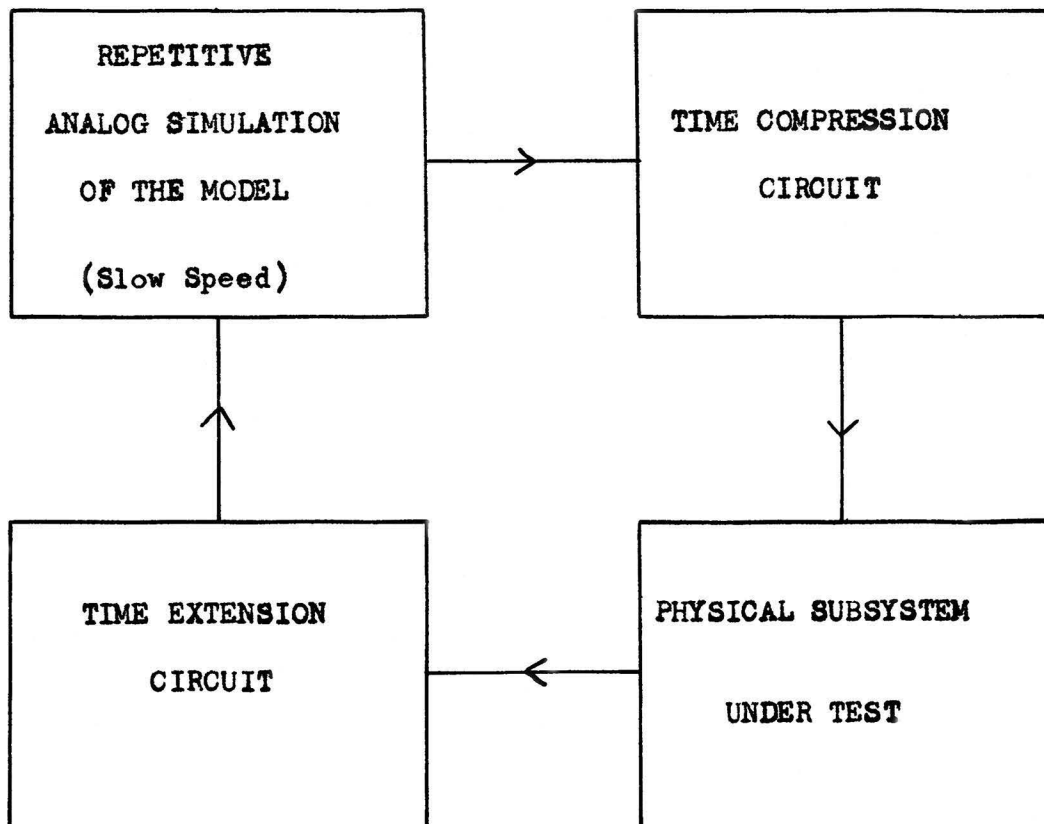 REPETITIVE
ANALOG SIMULATION
OF THE MODEL
(Slow Speed)
TIME COMPRESSION
CIRCUIT
TIME EXTENSION
CIRCUIT
PHYSICAL SUBSYSTEM
UNDER TEST